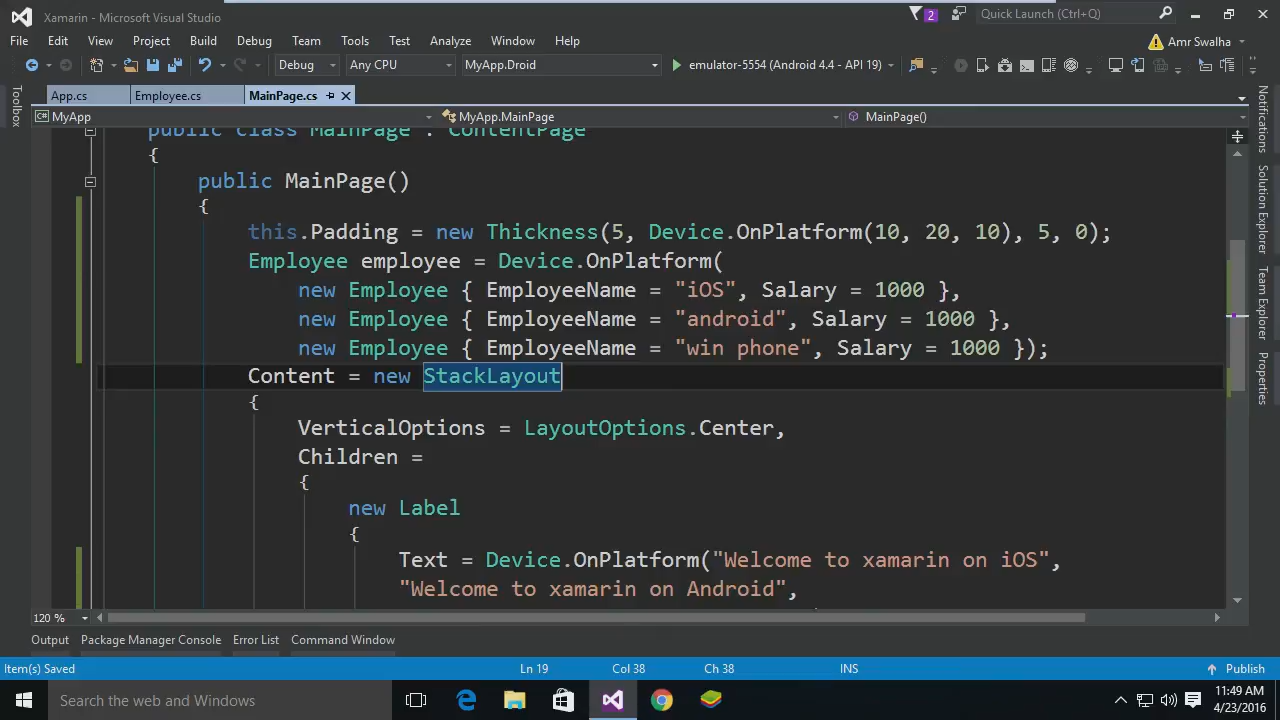 Xamarin - Microsoft Visual Studio
2
Quick Launch (Ctrl+Q)
File Edit View Project Build Debug Team Tools Test Analyze Window Help
Amr Swalha
Debug Any CPU MyApp.Droid emulator-5554 (Android 4.4 - API 19)
App.cs Employee.cs MainPage.cs
MyApp MyApp.MainPage MainPage()
Toolbox
Notifications
Solution Explorer
Team Explorer
Properties
public class MainPage : ContentPage
{
public MainPage()
{
this.Padding = new Thickness(5, Device.OnPlatform(10, 20, 10), 5, 0);
Employee employee = Device.OnPlatform(
new Employee { EmployeeName = "iOS", Salary = 1000 },
new Employee { EmployeeName = "android", Salary = 1000 },
new Employee { EmployeeName = "win phone", Salary = 1000 });
Content = new StackLayout
{
VerticalOptions = LayoutOptions.Center,
Children =
{
new Label
{
Text = Device.OnPlatform("Welcome to xamarin on iOS",
"Welcome to xamarin on Android",
120 %
Output Package Manager Console Error List Command Window
Item(s) Saved Ln 19 Col 38 Ch 38 INS Publish
Search the web and Windows
11:49 AM
4/23/2016